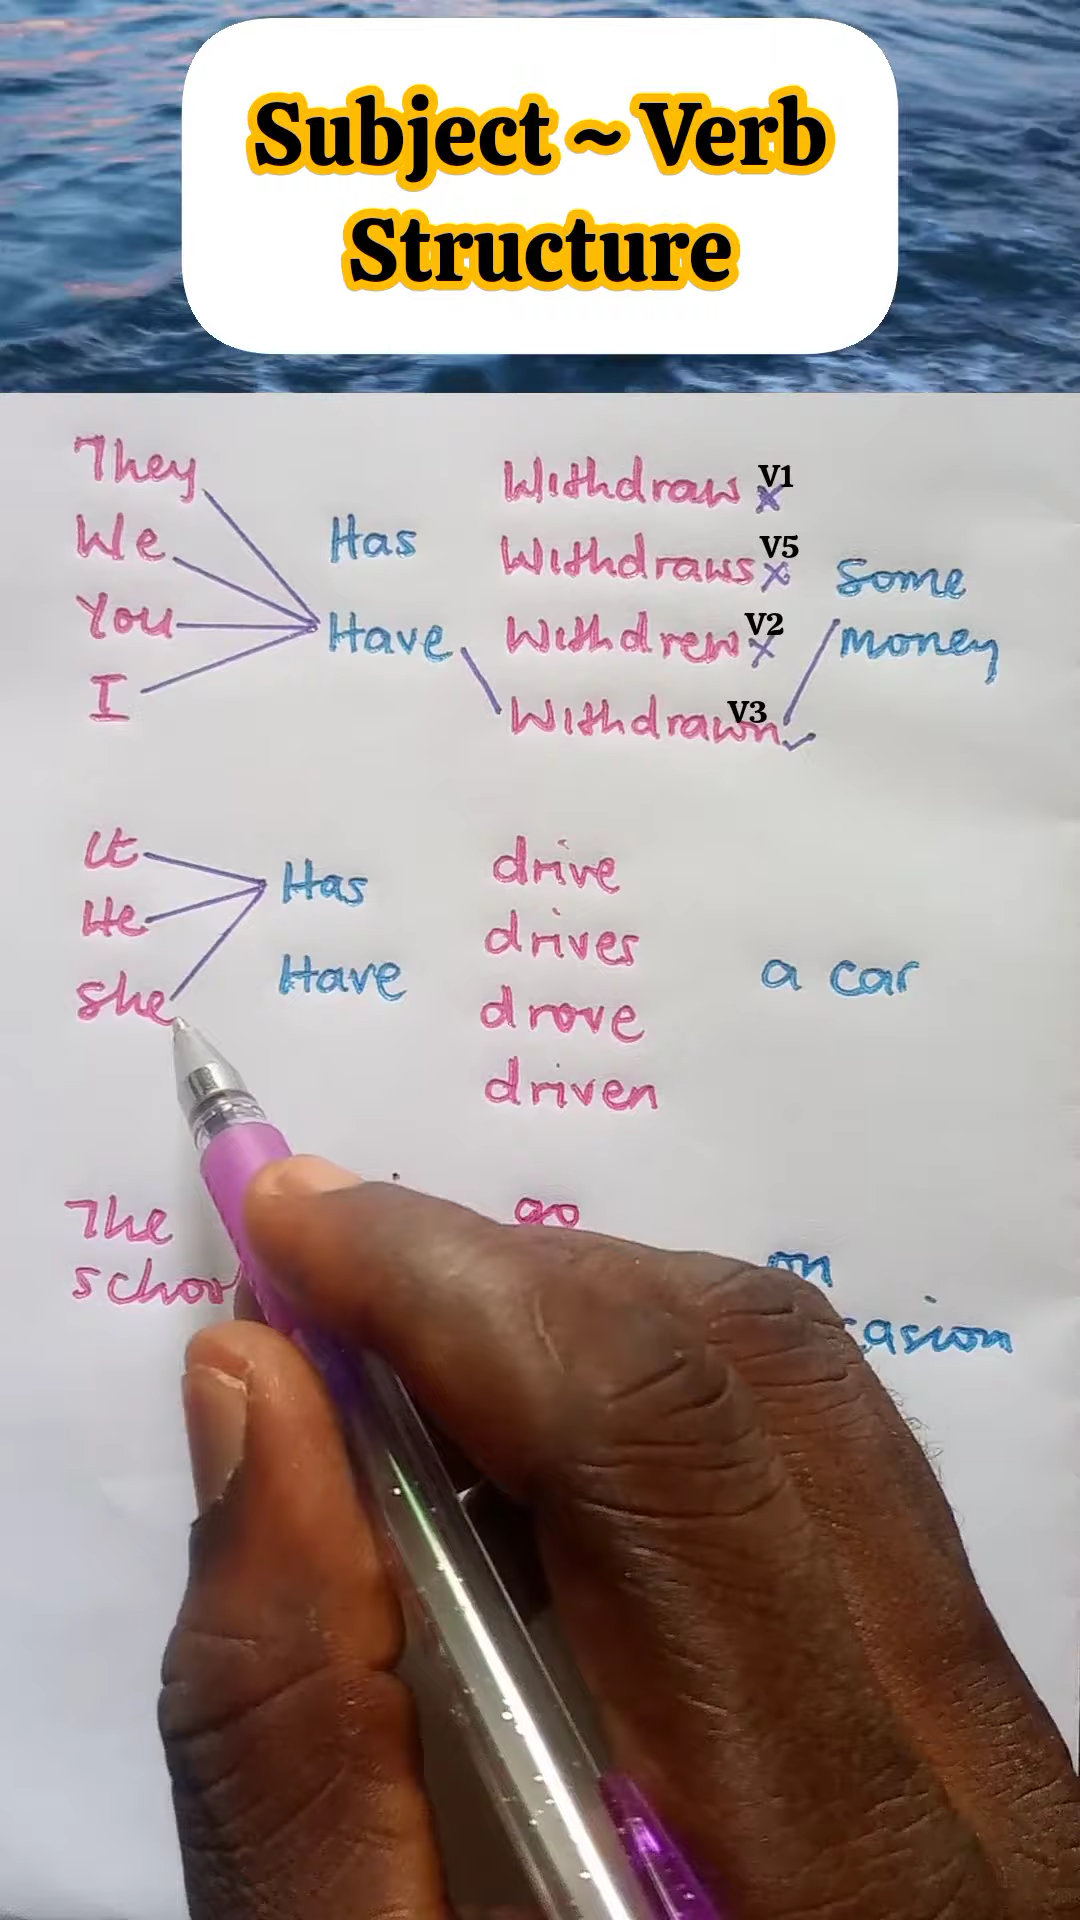 Subject ~ Verb
Structure
They
We
You
I
Has
Have
Withdraw V1
Withdraws V5
Withdrew V2
Withdrawn V3
Some
money
It
He
She
Has
Have
drive
drives
drove
driven
a car
The
go
on